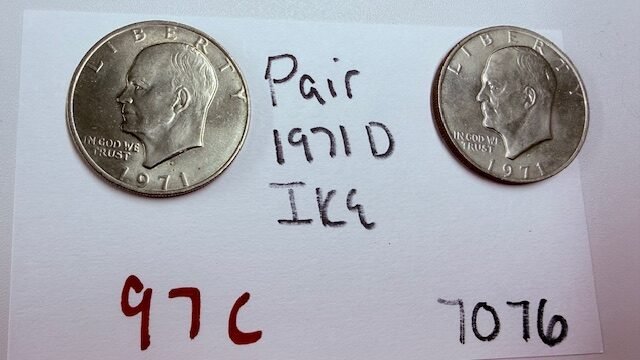 LIBERTY
IN GOD WE
TRUST
1971
Pair
1971 D
IKE
LIBERTY
IN GOD WE
TRUST
1971
97c
7076